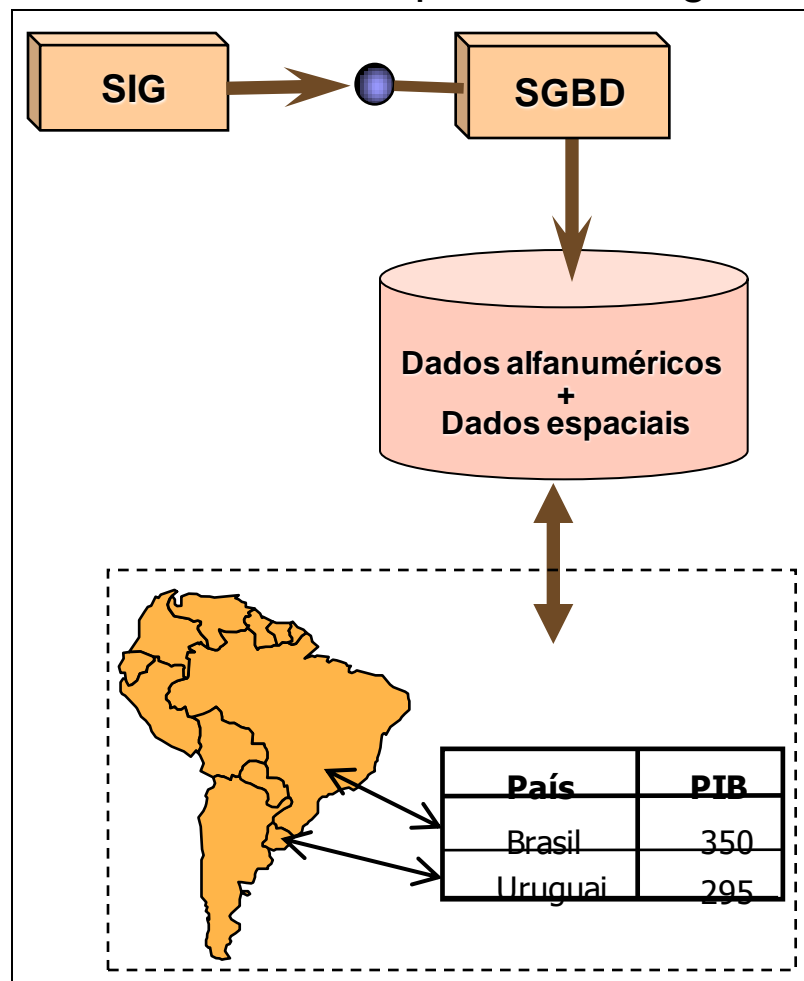 SIG
SGBD
Dados alfanuméricos
+
Dados espaciais
País PIB
Brasil 350
Uruguai 295